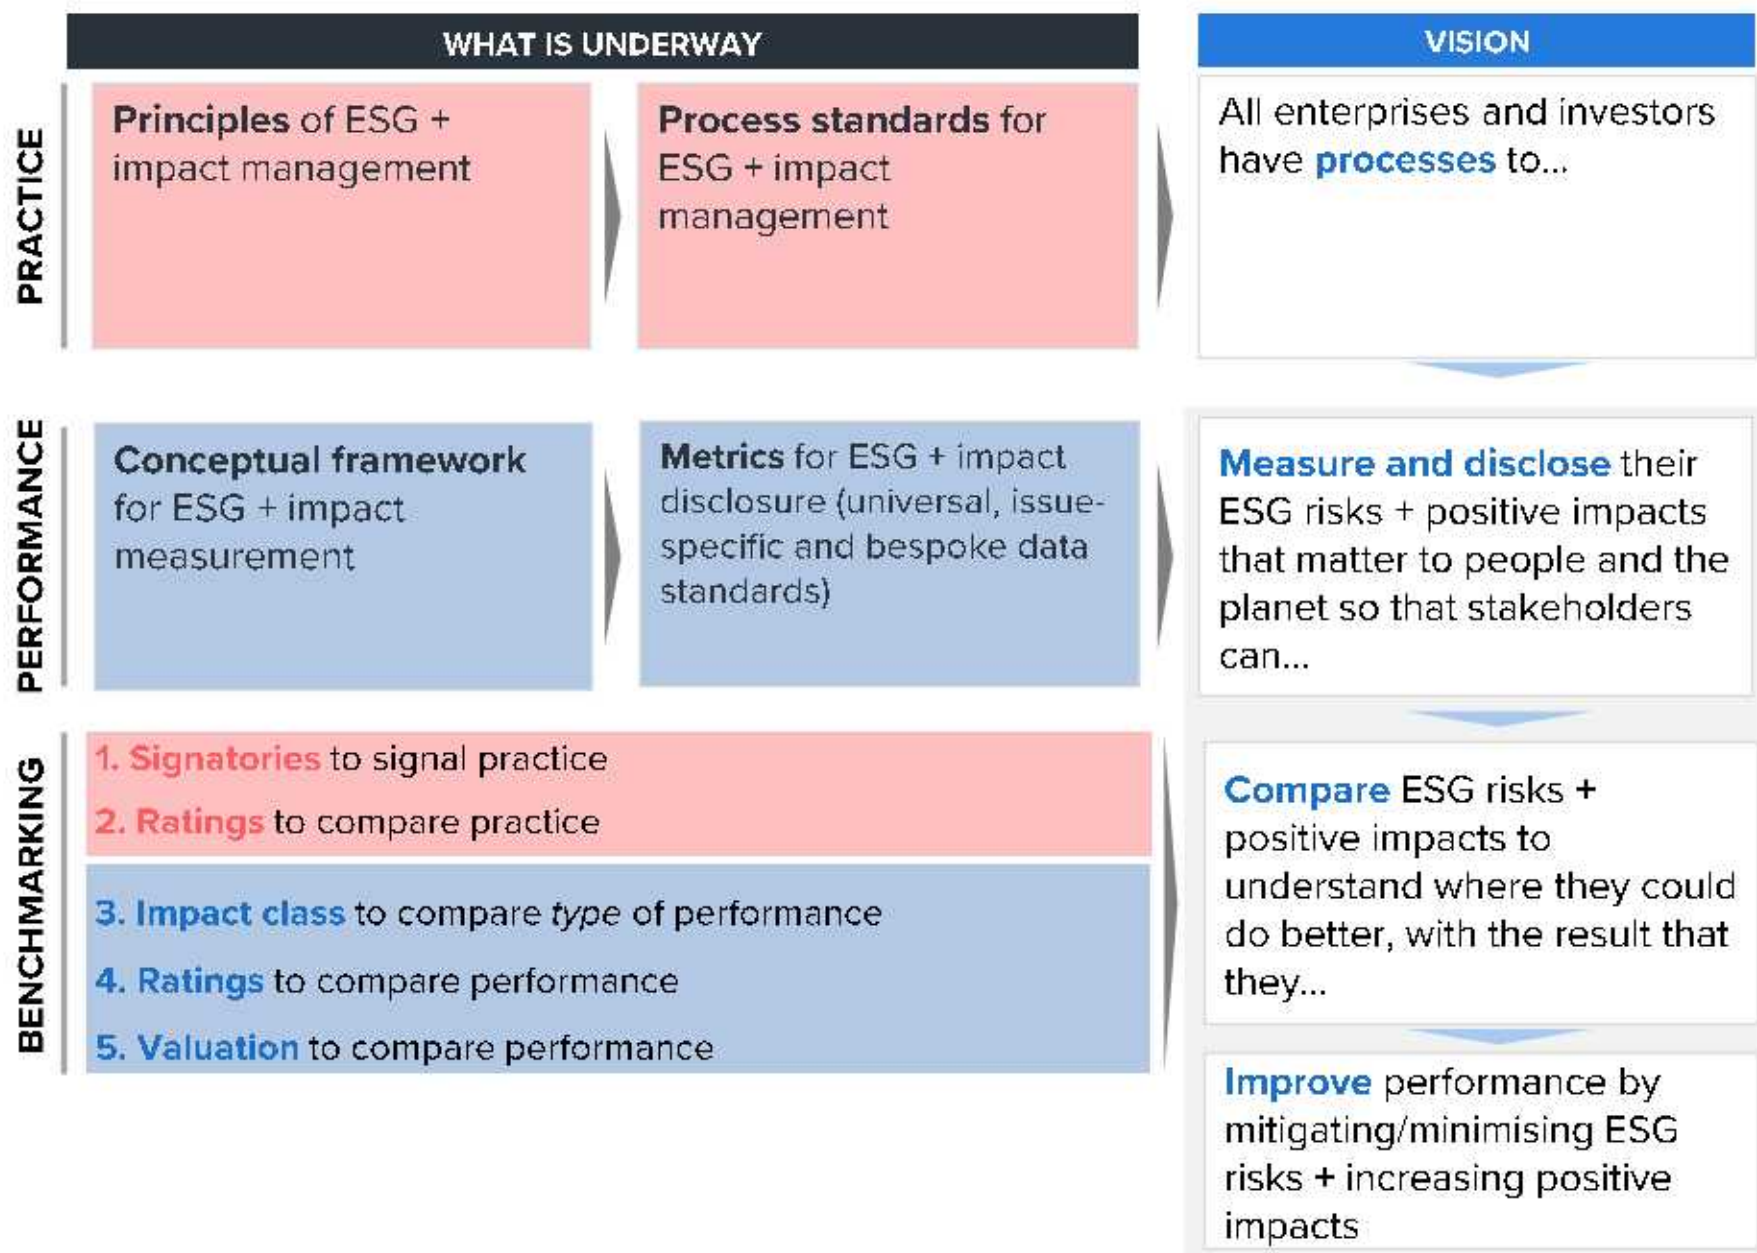 WHAT IS UNDERWAY
VISION
PRACTICE
Principles of ESG +
impact management
Process standards for
ESG + impact
management
All enterprises and investors
have processes to...
PERFORMANCE
Conceptual framework
for ESG + impact
measurement
Metrics for ESG + impact
disclosure (universal, issue-
specific and bespoke data
standards)
Measure and disclose their
ESG risks + positive impacts
that matter to people and the
planet so that stakeholders
can...
BENCHMARKING
1. Signatories to signal practice
2. Ratings to compare practice
3. Impact class to compare type of performance
4. Ratings to compare performance
5. Valuation to compare performance
Compare ESG risks +
positive impacts to
understand where they could
do better, with the result that
they...
Improve performance by
mitigating/minimising ESG
risks + increasing positive
impacts